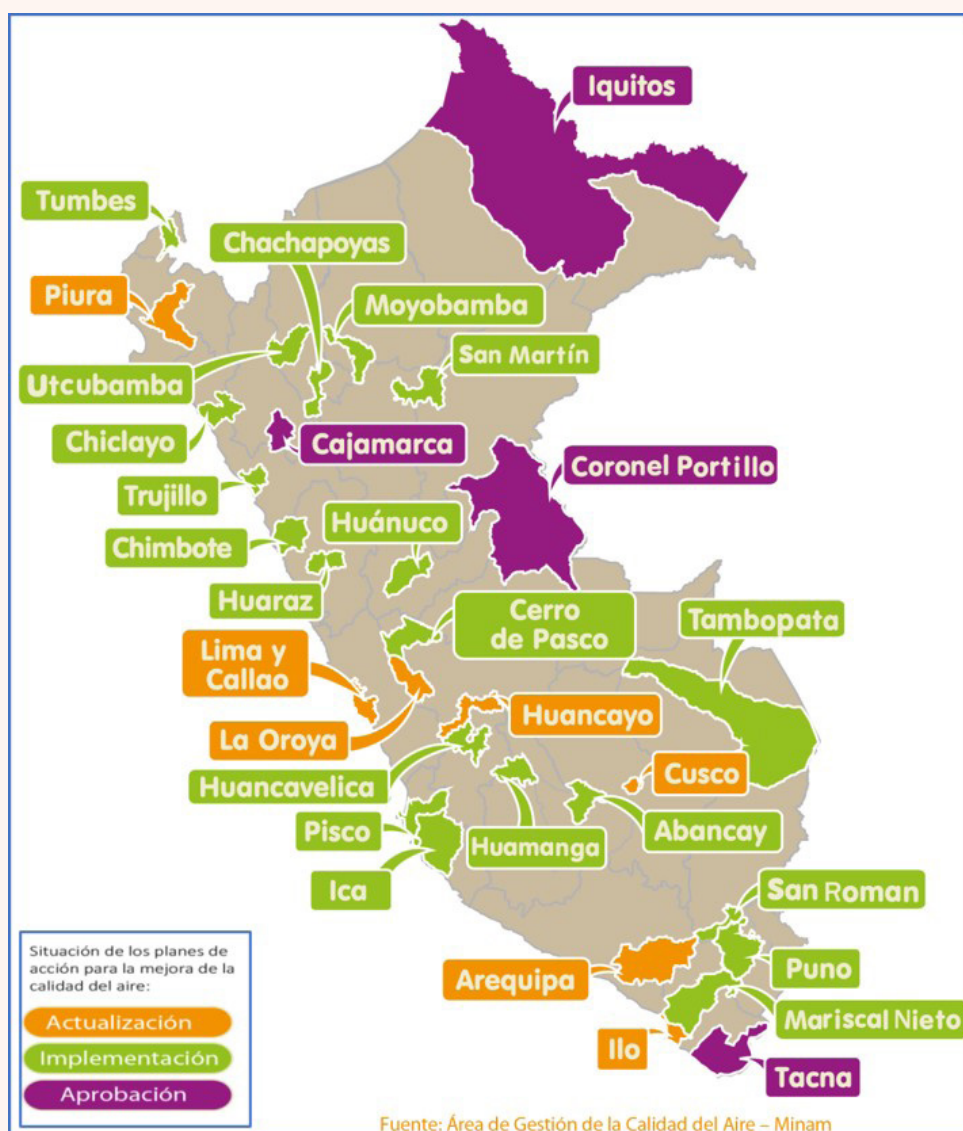 Iquitos
Tumbes
Chachapoyas
Piura
Moyobamba
San Martín
Utcubamba
Chiclayo
Cajamarca
Coronel Portillo
Trujillo
Huánuco
Chimbote
Huaraz
Cerro
de Pasco
Tambopata
Lima y
Callao
La Oroya
Huancayo
Cusco
Huancavelica
Pisco
Huamanga
Abancay
Ica
San Roman
Arequipa
Puno
Mariscal Nieto
Ilo
Tacna
Situación de los planes de
acción para la mejora de la
calidad del aire:
Actualización
Implementación
Aprobación
Fuente: Área de Gestión de la Calidad del Aire – Minam